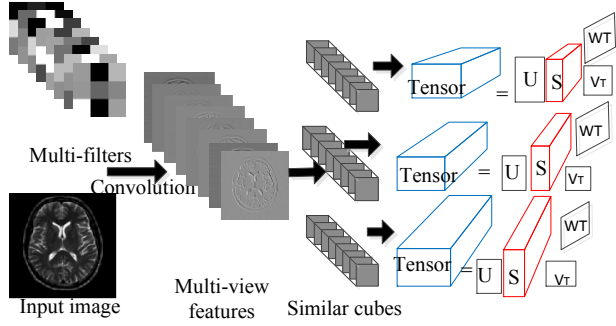 Multi-filters
Convolution
Input image
Multi-view
features
Similar cubes
Tensor
=
U
S
WT
VT
Tensor
=
U
S
WT
VT
Tensor
=
U
S
WT
VT